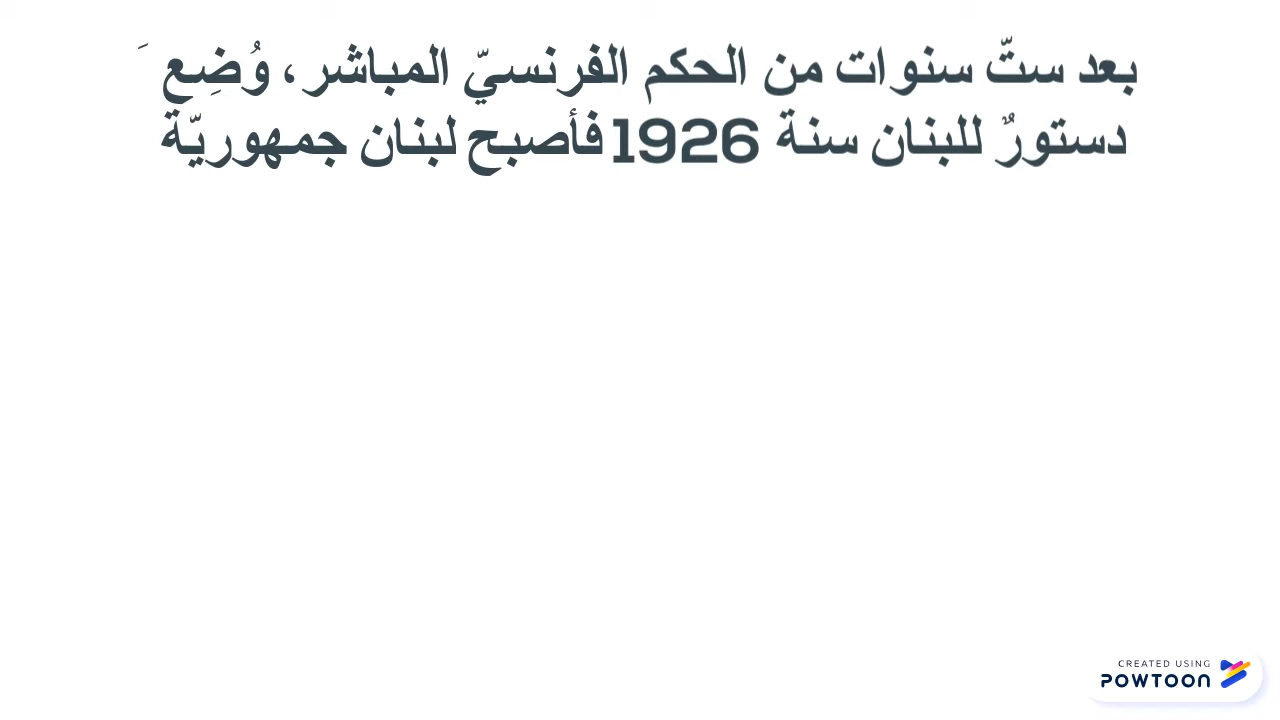 بعد ستّ سنوات من الحكم الفرنسيّ المباشر، وُضِع َ
دستورٌ للبنان سنة 1926 فأصبح لبنان جمهوريّة
CREATED USING
POWTOON